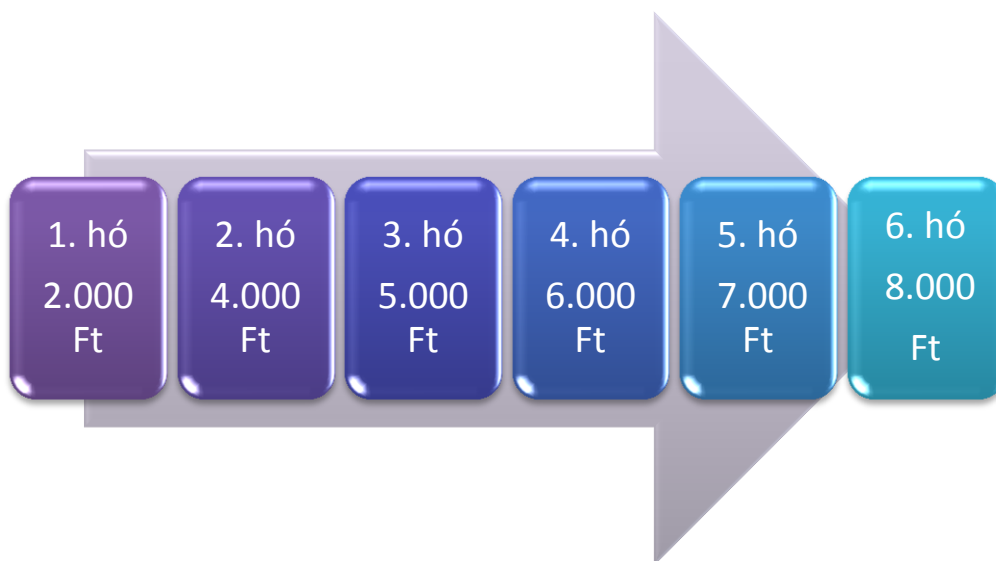 1. hó
2.000
Ft
2. hó
4.000
Ft
3. hó
5.000
Ft
4. hó
6.000
Ft
5. hó
7.000
Ft
6. hó
8.000
Ft